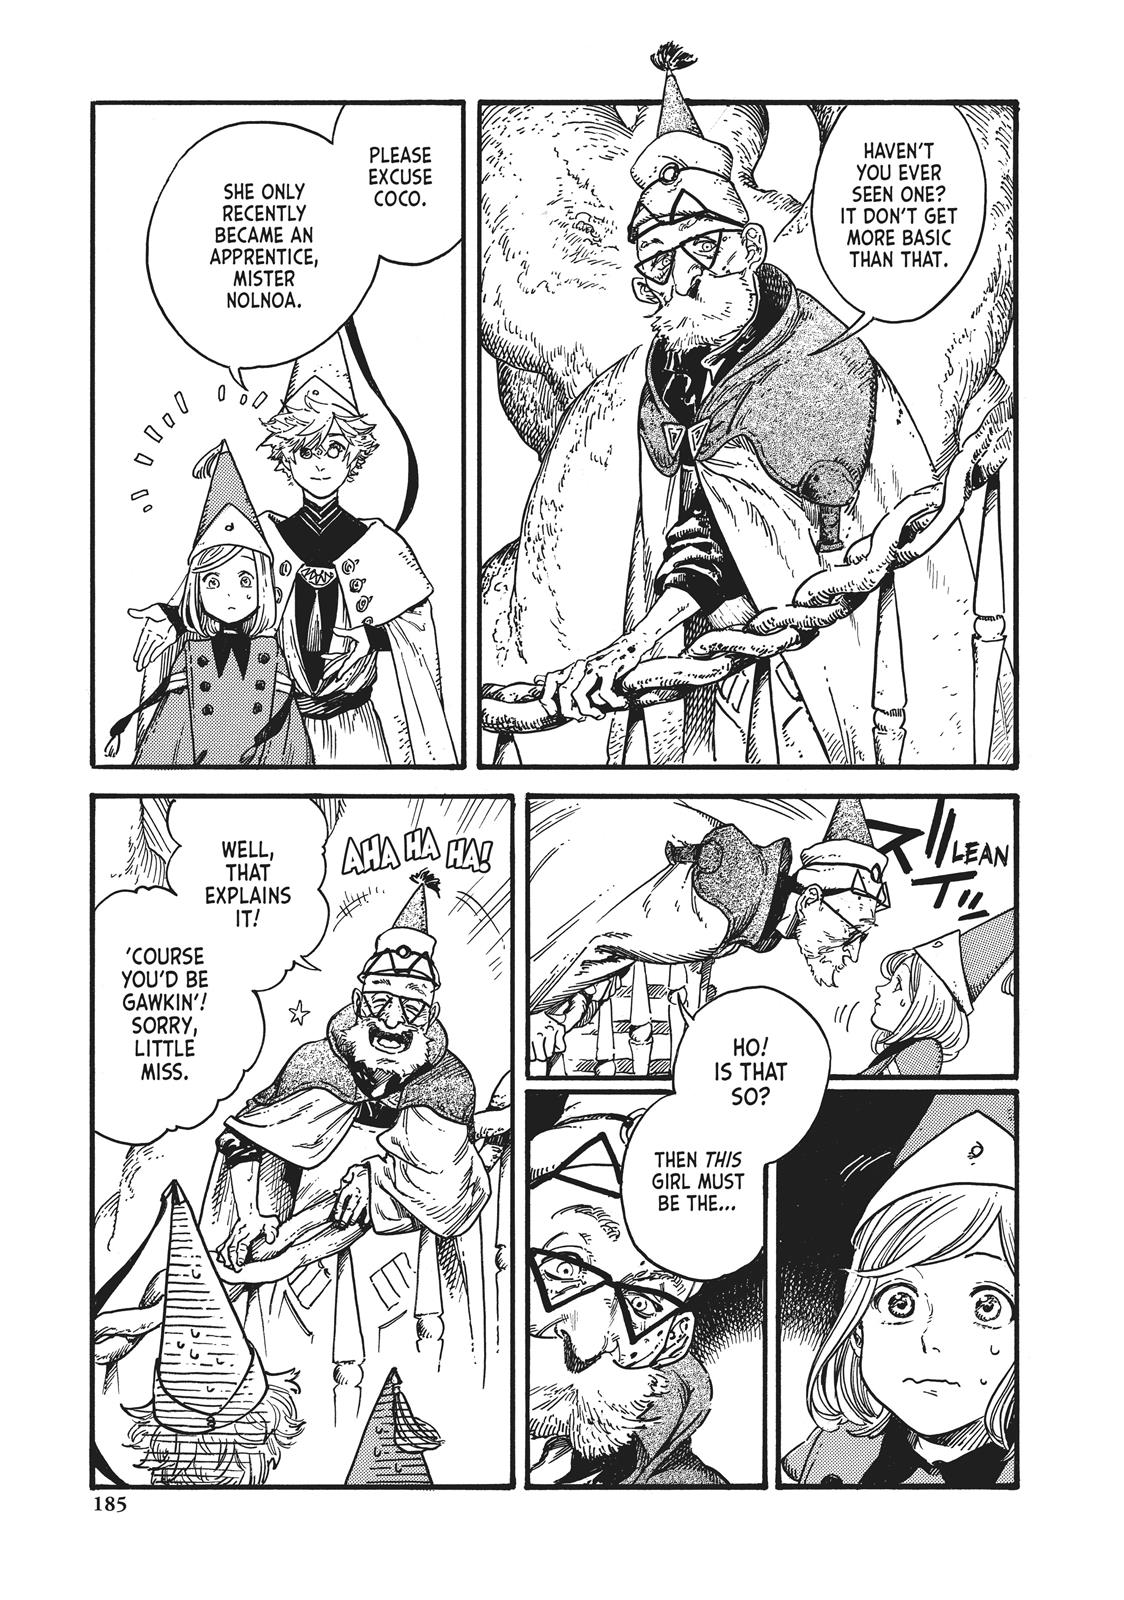 HAVEN'T
YOU EVER
SEEN ONE?
IT DON'T GET
MORE BASIC
THAN THAT.
PLEASE
EXCUSE
COCO.
SHE ONLY
RECENTLY
BECAME AN
APPRENTICE,
MISTER
NOLNOA.
LEAN
HO!
IS THAT
SO?
THEN THIS
GIRL MUST
BE THE...
WELL,
THAT
EXPLAINS
IT!
'COURSE
YOU'D BE
GAWKIN'!
SORRY,
LITTLE
MISS.
AHA HA HA!
185